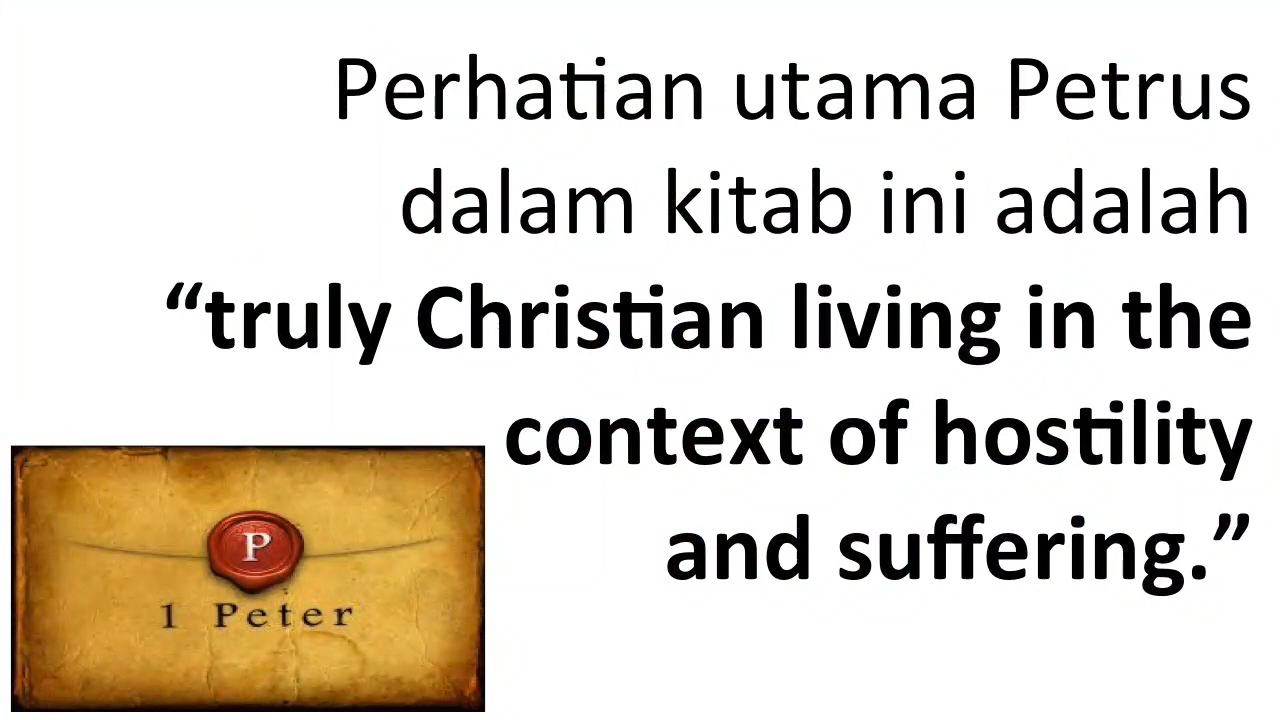 Perhatian utama Petrus
dalam kitab ini adalah
“truly Christian living in the
context of hostility
and suffering.”
P
1 Peter